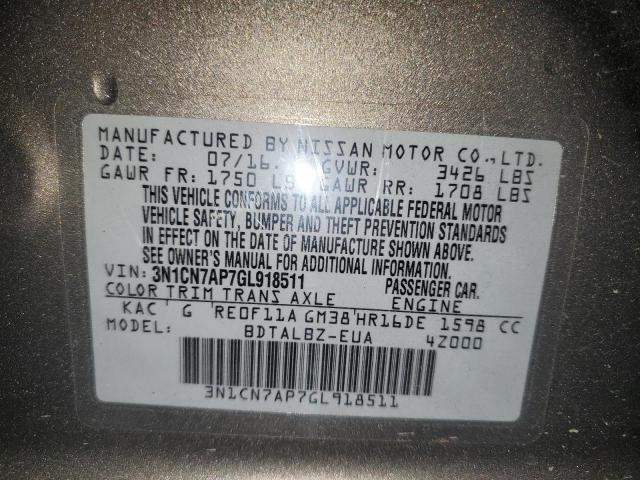 MANUFACTURED BY NISSAN MOTOR CO., LTD.
DATE: 07/16 GVWR: 3426 LBS
GAWR FR: 1750 LBS GAWR RR: 1708 LBS
THIS VEHICLE CONFORMS TO ALL APPLICABLE FEDERAL MOTOR
VEHICLE SAFETY, BUMPER AND THEFT PREVENTION STANDARDS
IN EFFECT ON THE DATE OF MANUFACTURE SHOWN ABOVE.
SEE OWNER'S MANUAL FOR ADDITIONAL INFORMATION.
VIN: 3N1CN7AP7GL918511 PASSENGER CAR.
COLOR TRIM TRANS AXLE ENGINE
KAC ' G RE0F11A GM38 ' HR16DE 1598 CC
MODEL: BDTALBZ-EUA 4Z000
3N1CN7AP7GL918511